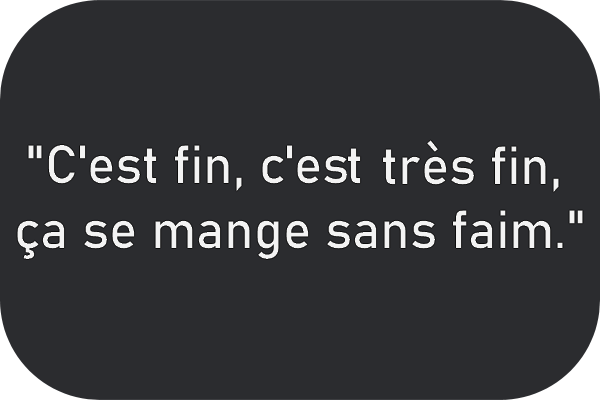 "C'est fin, c'est très fin,
ça se mange sans faim."